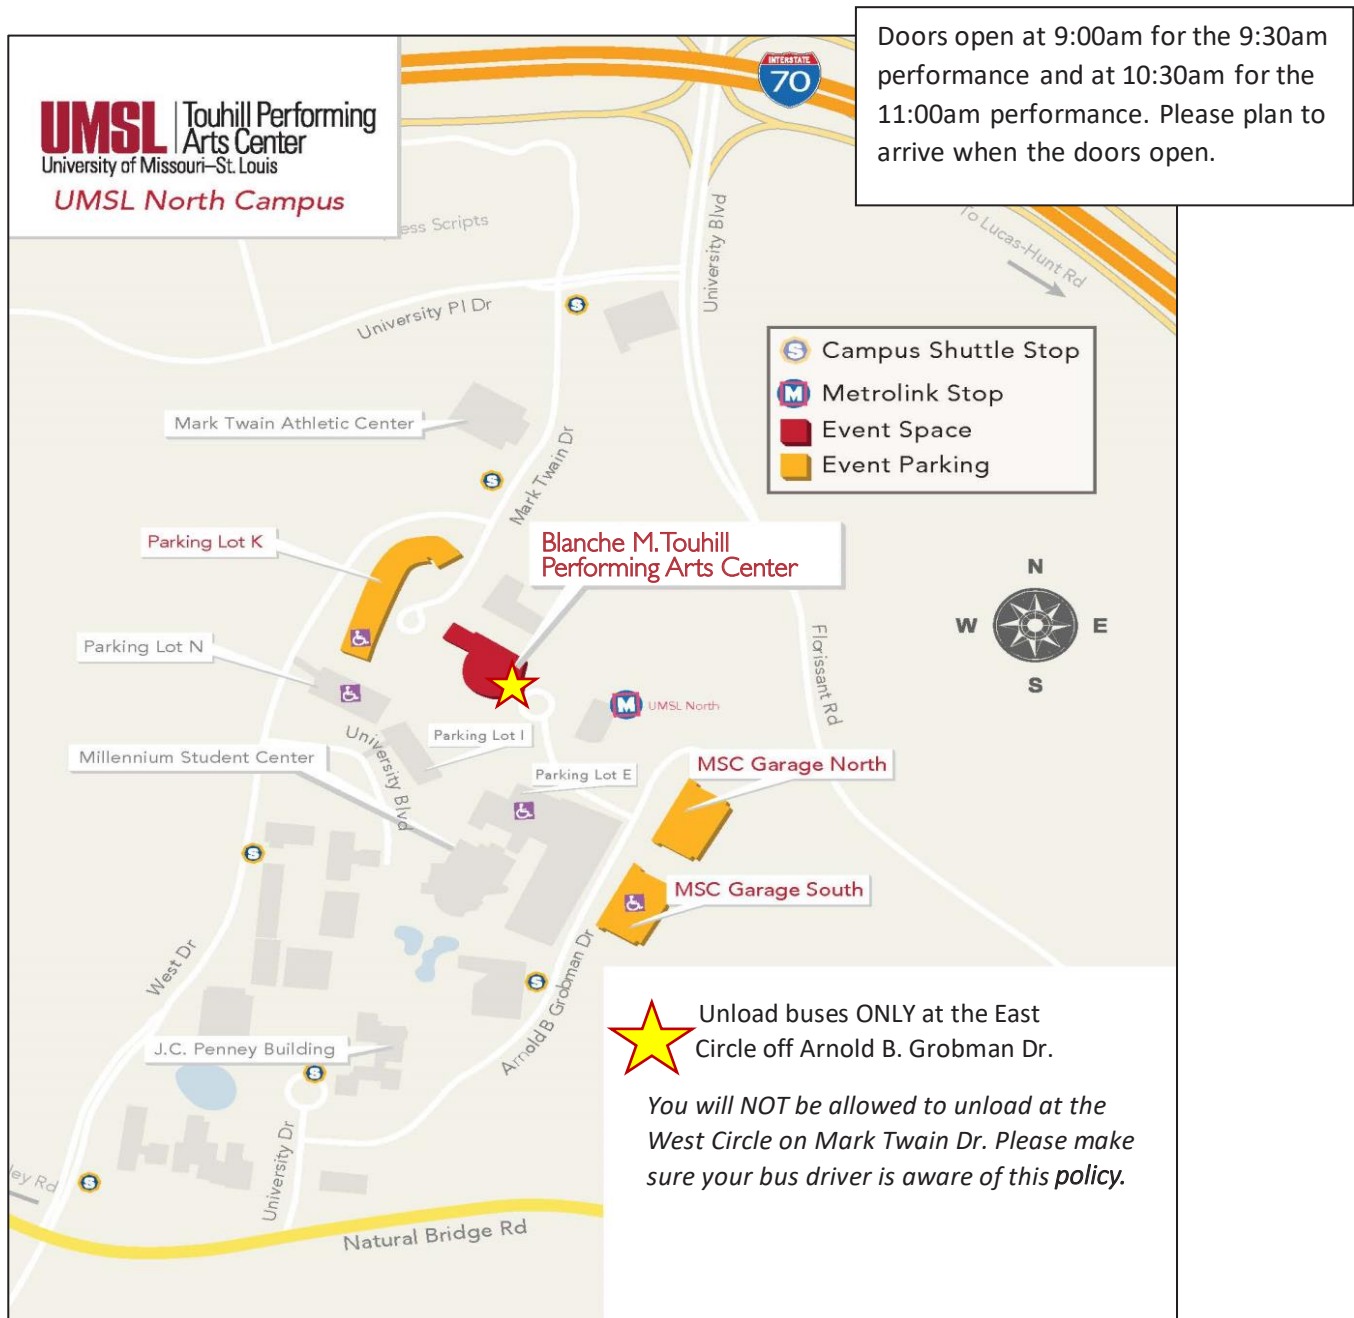 Doors open at 9:00am for the 9:30am
performance and at 10:30am for the
11:00am performance. Please plan to
arrive when the doors open.
INTERSTATE
70
UMSL
Touhill Performing
Arts Center
University of Missouri–St. Louis
UMSL North Campus
Scripts
University Blvd
To Lucas-Hunt Rd
University Pl Dr
S
S Campus Shuttle Stop
M Metrolink Stop
Event Space
Event Parking
Mark Twain Athletic Center
S
Mark Twain Dr
Parking Lot K
Blanche M. Touhill
Performing Arts Center
N
W
E
S
Parking Lot N
Florissant Rd
M UMSL North
University Blvd
Parking Lot I
Millennium Student Center
MSC Garage North
Parking Lot E
S
MSC Garage South
West Dr
S
Arnold B Grobman Dr
Unload buses ONLY at the East
Circle off Arnold B. Grobman Dr.
J.C. Penney Building
S
You will NOT be allowed to unload at the
West Circle on Mark Twain Dr. Please make
sure your bus driver is aware of this policy.
University Dr
Rd
S
Natural Bridge Rd